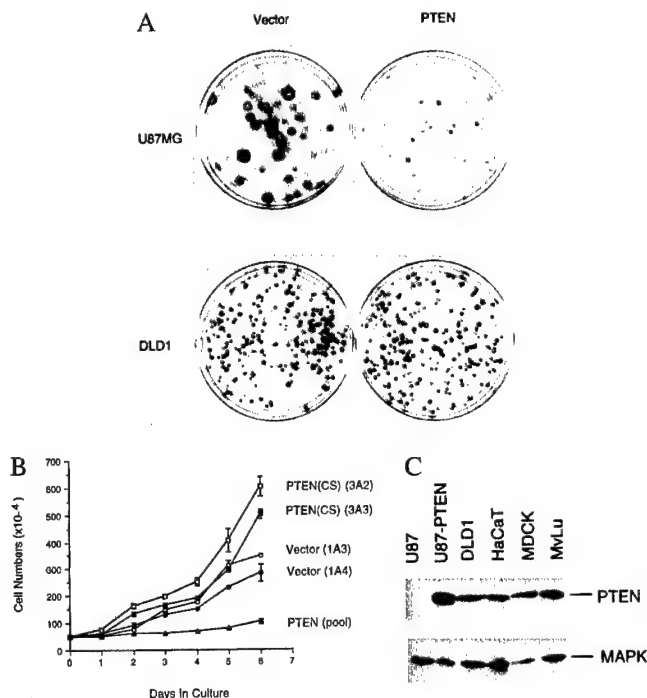 A
Vector PTEN
U87MG
DLD1
B
Cell Numbers (x10-4)
700
600
500
400
300
200
100
0
0 1 2 3 4 5 6 7
Days In Culture
PTEN(CS) (3A2)
PTEN(CS) (3A3)
Vector (1A3)
Vector (1A4)
PTEN (pool)
C
U87
U87-PTEN
DLD1
HaCaT
MDCK
MvLu
PTEN
MAPK